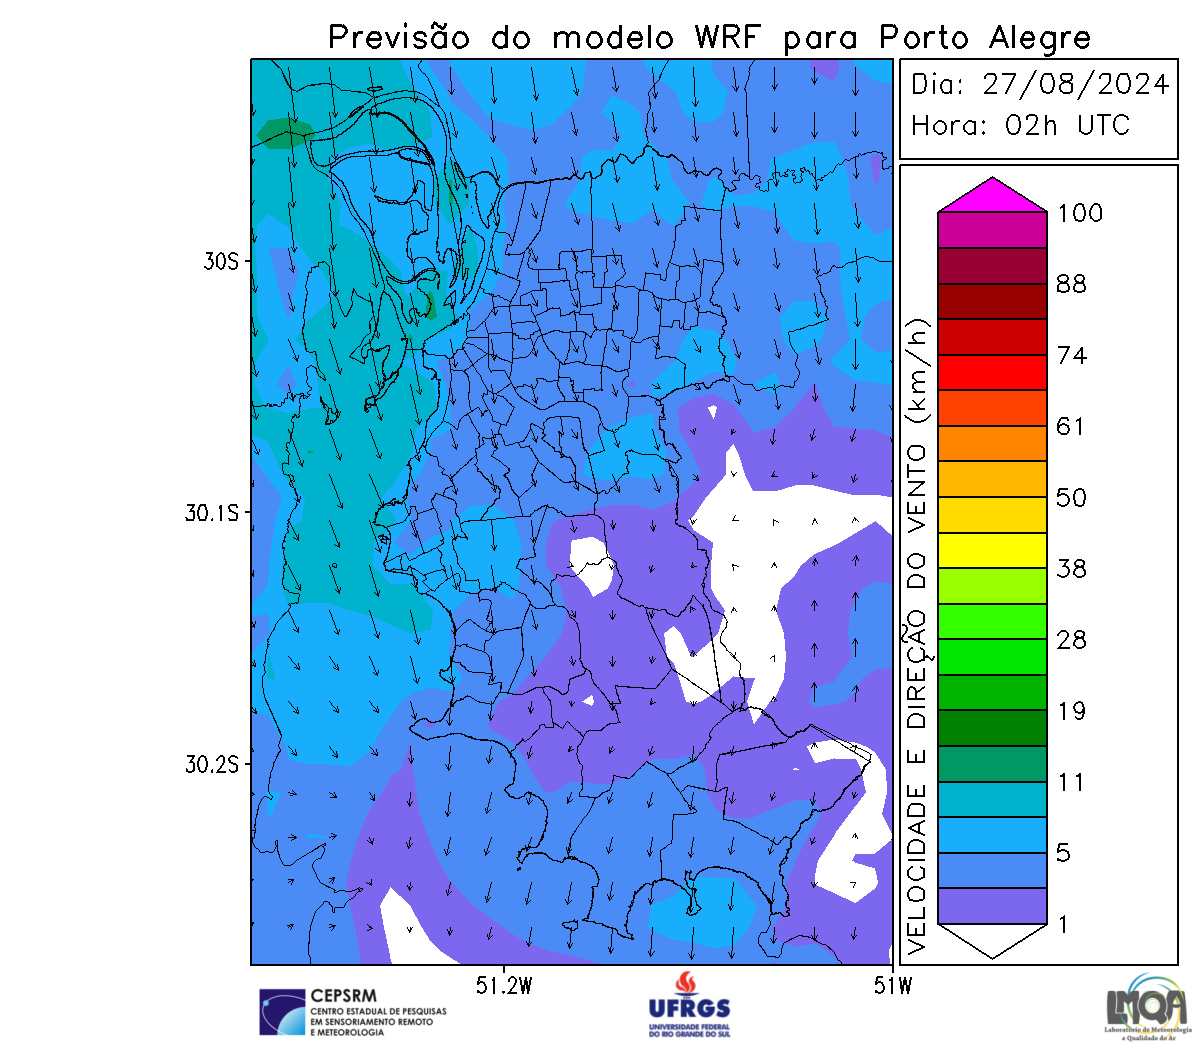 Previsão do modelo WRF para Porto Alegre
Dia: 27/08/2024
Hora: 02h UTC
30S
30.1S
30.2S
51.2W
51W
VELOCIDADE E DIREÇÃO DO VENTO (km/h)
100
88
74
61
50
38
28
19
11
5
1
CEPSRM
CENTRO ESTADUAL DE PESQUISAS
EM SENSORIAMENTO REMOTO
E METEOROLOGIA
UFRGS
UNIVERSIDADE FEDERAL
DO RIO GRANDE DO SUL
LMQA
Laboratório de Meteorologia
e Qualidade do Ar